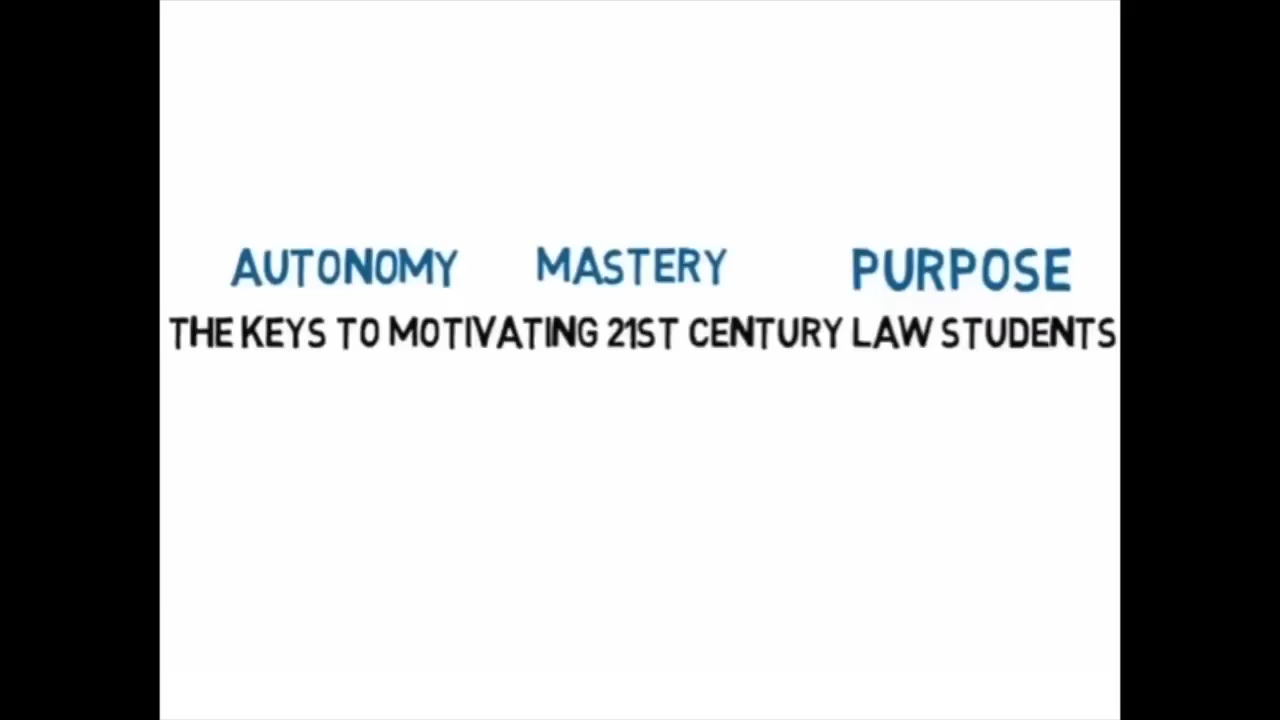 AUTONOMY MASTERY PURPOSE
THE KEYS TO MOTIVATING 21ST CENTURY LAW STUDENTS